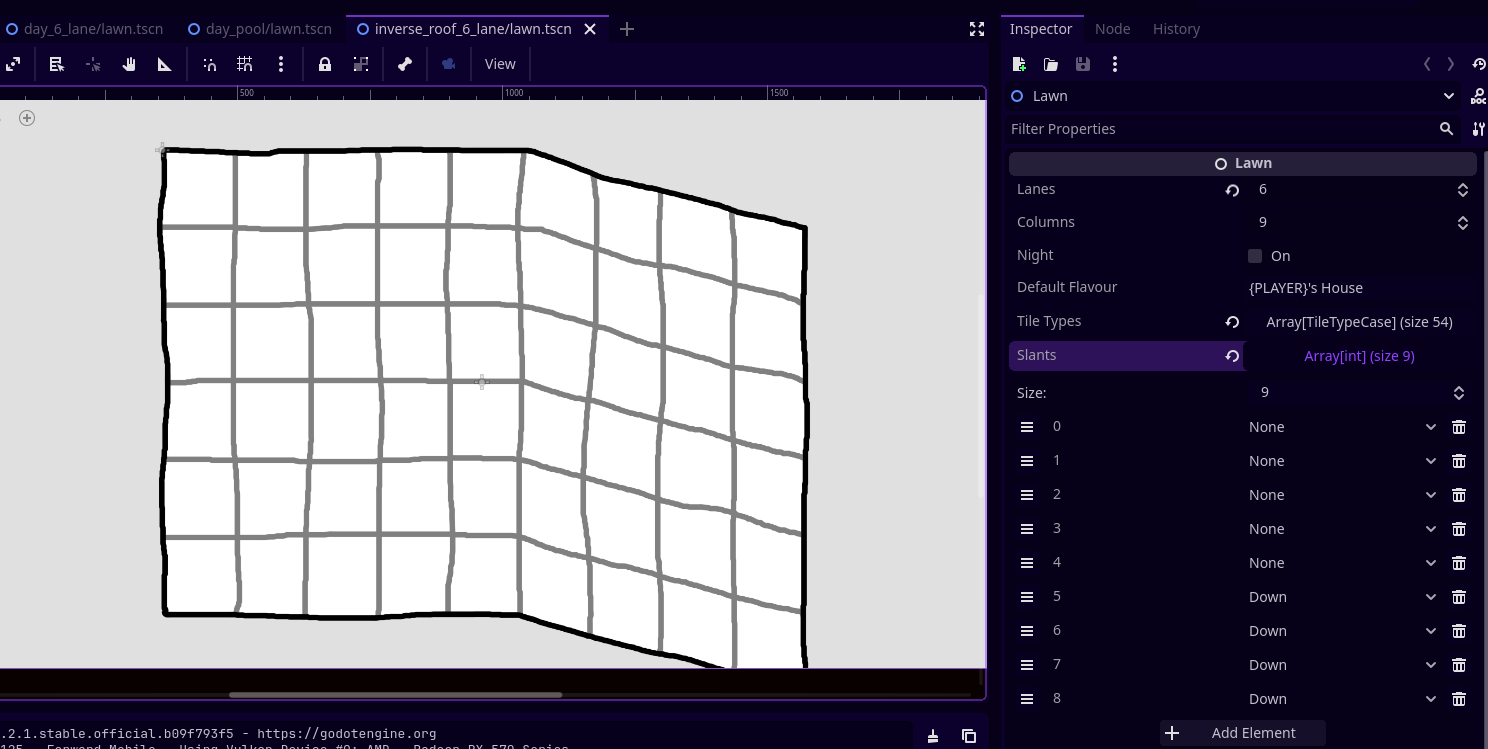 day_6_lane/lawn.tscn day_pool/lawn.tscn inverse_roof_6_lane/lawn.tscn
View
500 1000 1500
Inspector Node History
Lawn
DOC
Filter Properties
Lawn
Lanes 6
Columns 9
Night On
Default Flavour {PLAYER}'s House
Tile Types Array[TileTypeCase] (size 54)
Slants Array[int] (size 9)
Size: 9
0 None
1 None
2 None
3 None
4 None
5 Down
6 Down
7 Down
8 Down
Add Element
.2.1.stable.official.b09f793f5 - https://godotengine.org